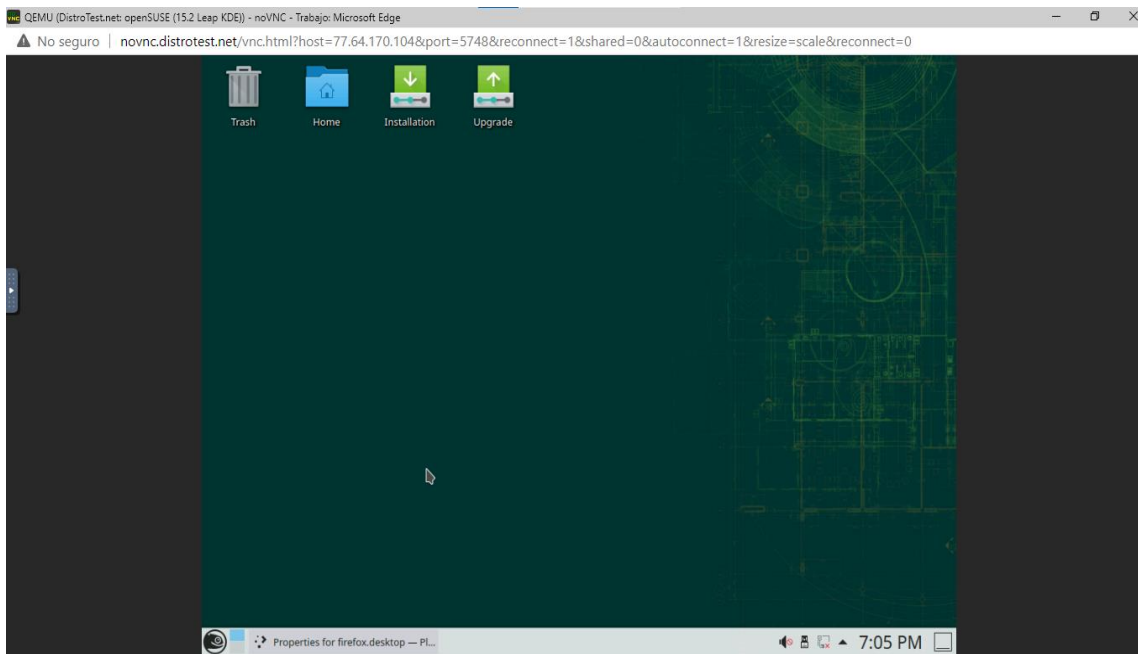 QEMU (DistroTest.net: openSUSE (15.2 Leap KDE)) - noVNC - Trabajo: Microsoft Edge
No seguro | novnc.distrotest.net/vnc.html?host=77.64.170.104&port=5748&reconnect=1&shared=0&autoconnect=1&resize=scale&reconnect=0
Trash Home Installation Upgrade
Properties for firefox.desktop — Pl... 7:05 PM